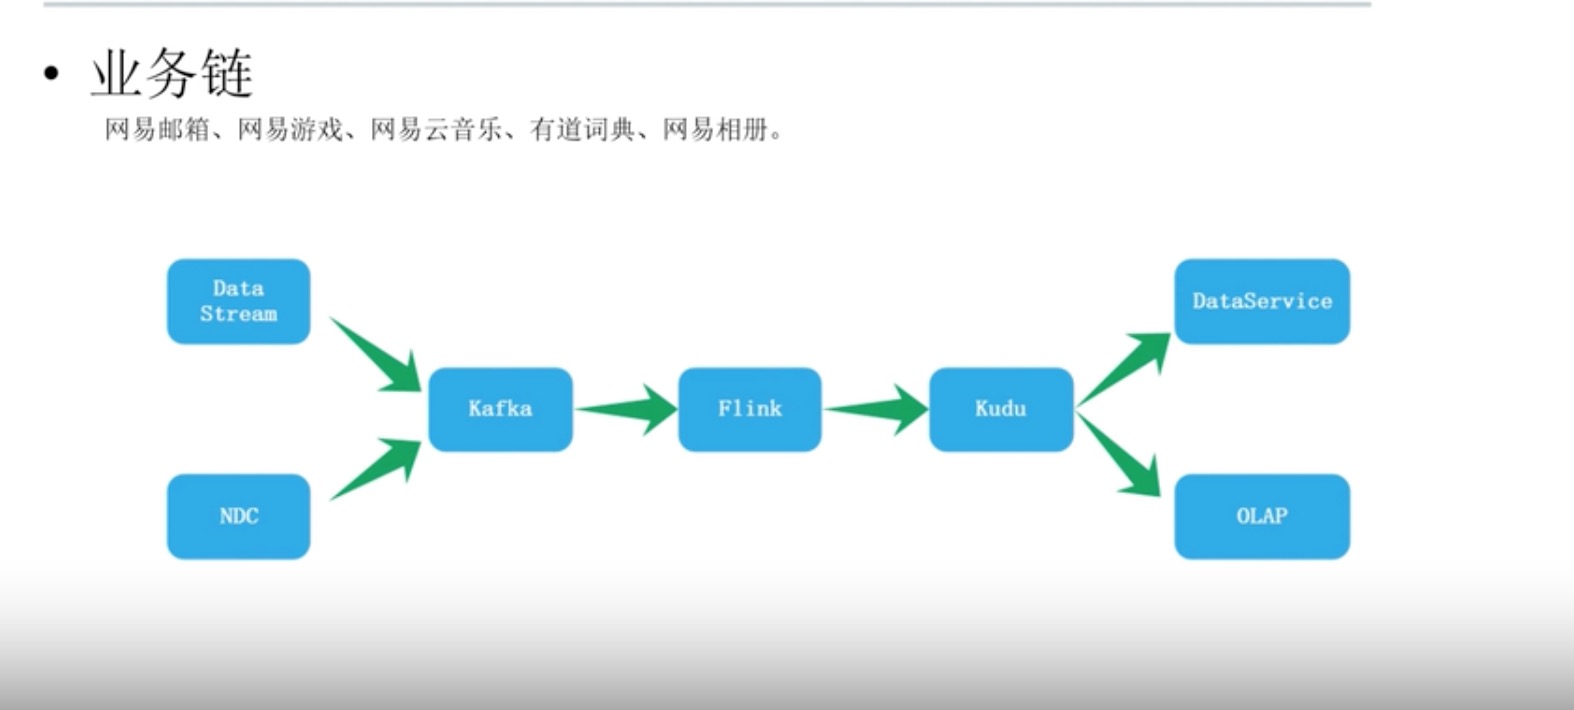 • 业务链
网易邮箱、网易游戏、网易云音乐、有道词典、网易相册。
Data
Stream
NDC
Kafka
Flink
Kudu
DataService
OLAP